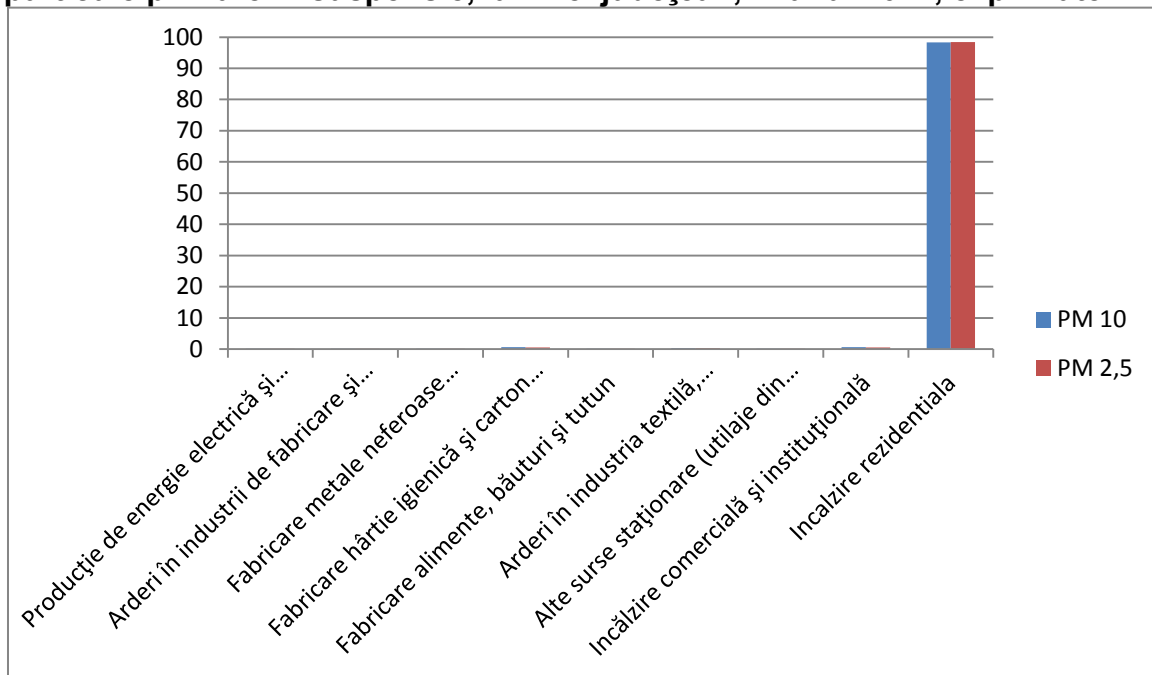 100
90
80
70
60
50
40
30
20
10
0
PM 10
PM 2,5
Producţie de energie electrică şi...
Arderi în industrii de fabricare şi...
Fabricare metale neferoase...
Fabricare hârtie igienică şi carton...
Fabricare alimente, băuturi şi tutun
Arderi în industria textilă,...
Alte surse staţionare (utilaje din...
Incălzire comercială şi instituţională
Incalzire rezidentiala